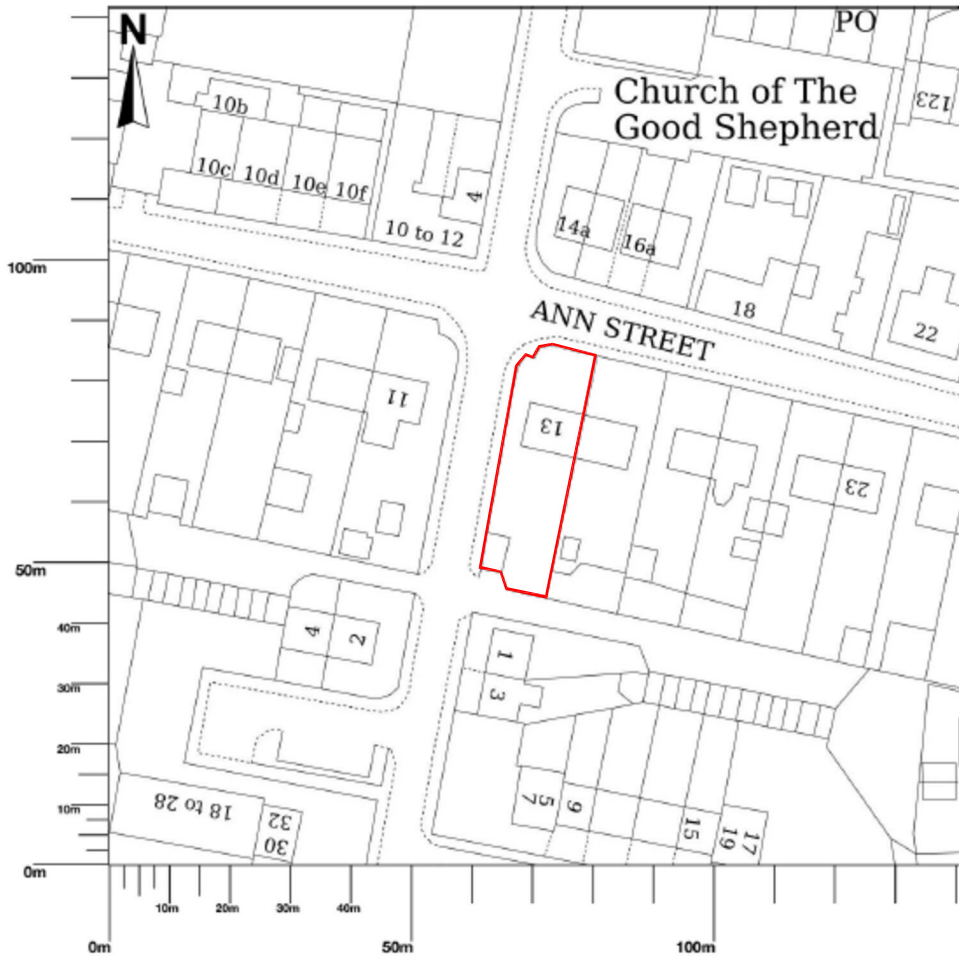 N
PO
Church of The
Good Shepherd
123
10b
10c
10d
10e
10f
4
10 to 12
14a
16a
18
22
ANN STREET
100m
11
13
23
50m
40m
30m
20m
10m
0m
4
2
1
3
18 to 28
32
30
5
7
9
15
17
19
10m
20m
30m
40m
0m
50m
100m